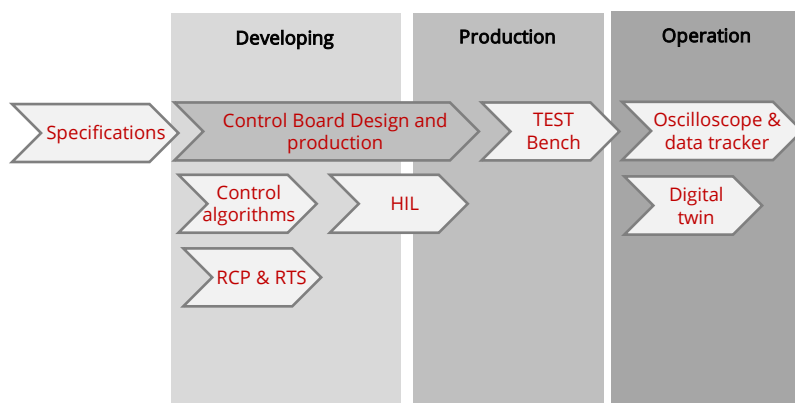 Developing
Production
Operation
Specifications
Control Board Design and
production
TEST
Bench
Oscilloscope &
data tracker
Control
algorithms
HIL
Digital
twin
RCP & RTS